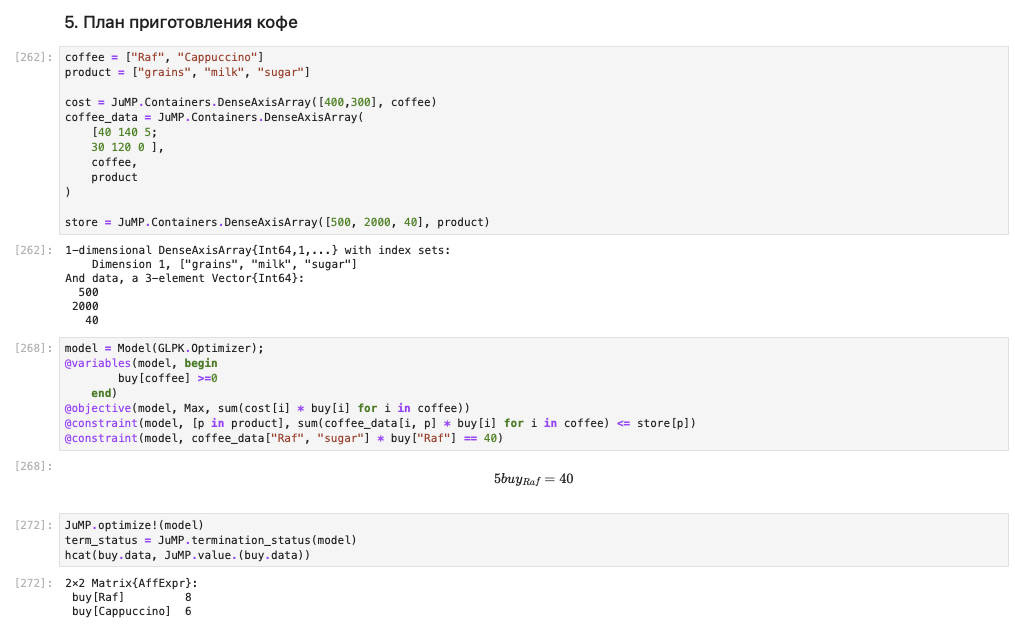 5. План приготовления кофе
[262]: coffee = ["Raf", "Cappuccino"]
product = ["grains", "milk", "sugar"]
cost = JuMP.Containers.DenseAxisArray([400,300], coffee)
coffee_data = JuMP.Containers.DenseAxisArray(
[40 140 5;
30 120 0 ],
coffee,
product
)
store = JuMP.Containers.DenseAxisArray([500, 2000, 40], product)
[262]: 1-dimensional DenseAxisArray{Int64,1,...} with index sets:
Dimension 1, ["grains", "milk", "sugar"]
And data, a 3-element Vector{Int64}:
500
2000
40
[268]: model = Model(GLPK.Optimizer);
@variables(model, begin
buy[coffee] >=0
end)
@objective(model, Max, sum(cost[i] * buy[i] for i in coffee))
@constraint(model, [p in product], sum(coffee_data[i, p] * buy[i] for i in coffee) <= store[p])
@constraint(model, coffee_data["Raf", "sugar"] * buy["Raf"] == 40)
[268]:
5buy_{Raf} = 40
[272]: JuMP.optimize!(model)
term_status = JuMP.termination_status(model)
hcat(buy.data, JuMP.value.(buy.data))
[272]: 2×2 Matrix{AffExpr}:
buy[Raf] 8
buy[Cappuccino] 6